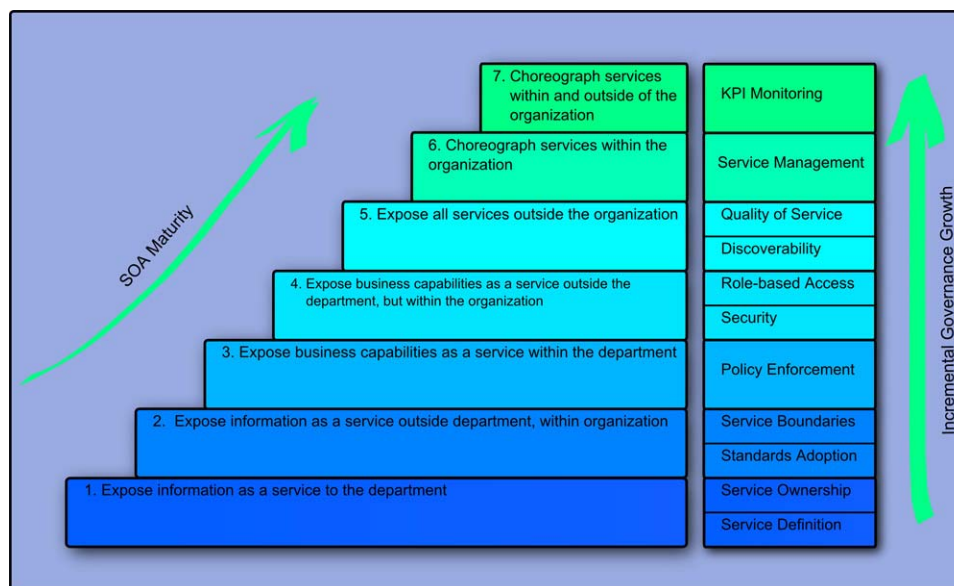 7. Choreograph services
within and outside of the
organization
KPI Monitoring
6. Choreograph services within the
organization
Service Management
5. Expose all services outside the organization
Quality of Service
Discoverability
4. Expose business capabilities as a service outside the
department, but within the organization
Role-based Access
Security
3. Expose business capabilities as a service within the department
Policy Enforcement
2. Expose information as a service outside department, within organization
Service Boundaries
Standards Adoption
1. Expose information as a service to the department
Service Ownership
Service Definition
SOA Maturity
Incremental Governance Growth